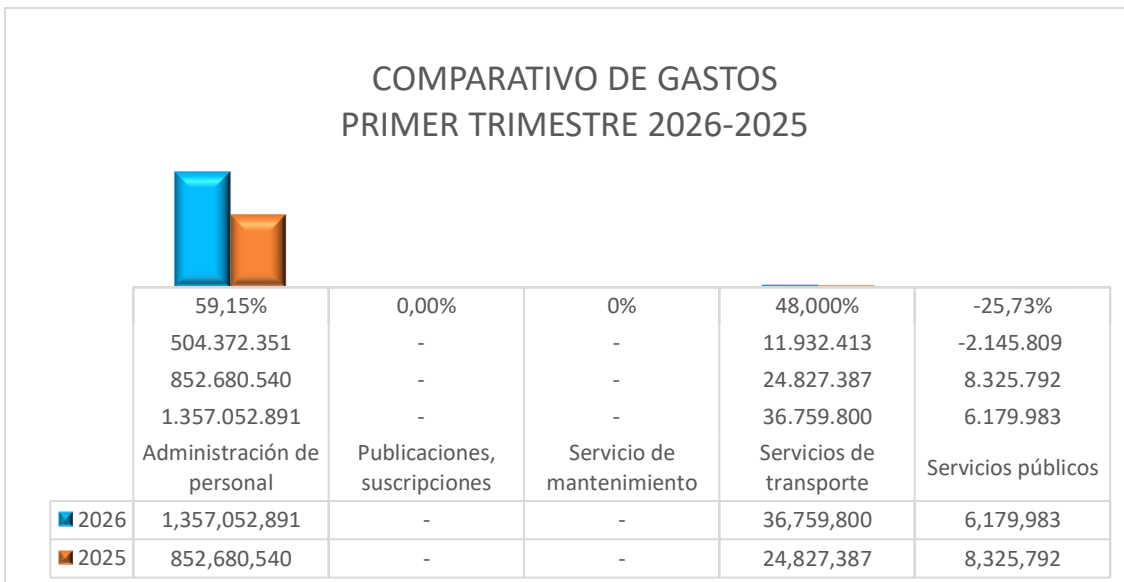 COMPARATIVO DE GASTOS
PRIMER TRIMESTRE 2026-2025
59,15% 0,00% 0% 48,000% -25,73%
504.372.351 - - 11.932.413 -2.145.809
852.680.540 - - 24.827.387 8.325.792
1.357.052.891 - - 36.759.800 6.179.983
Administración de personal Publicaciones, suscripciones Servicio de mantenimiento Servicios de transporte Servicios públicos
2026 1,357,052,891 - - 36,759,800 6,179,983
2025 852,680,540 - - 24,827,387 8,325,792